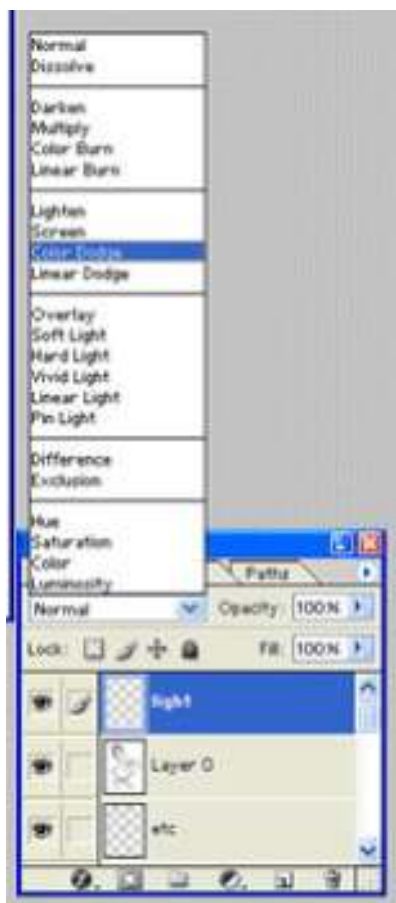 Normal
Dissolve
Darken
Multiply
Color Burn
Linear Burn
Lighten
Screen
Color Dodge
Linear Dodge
Overlay
Soft Light
Hard Light
Vivid Light
Linear Light
Pin Light
Difference
Exclusion
Hue
Saturation
Color
Luminosity
Paths
Normal Opacity: 100%
Lock: Fill: 100%
light
Layer 0
etc